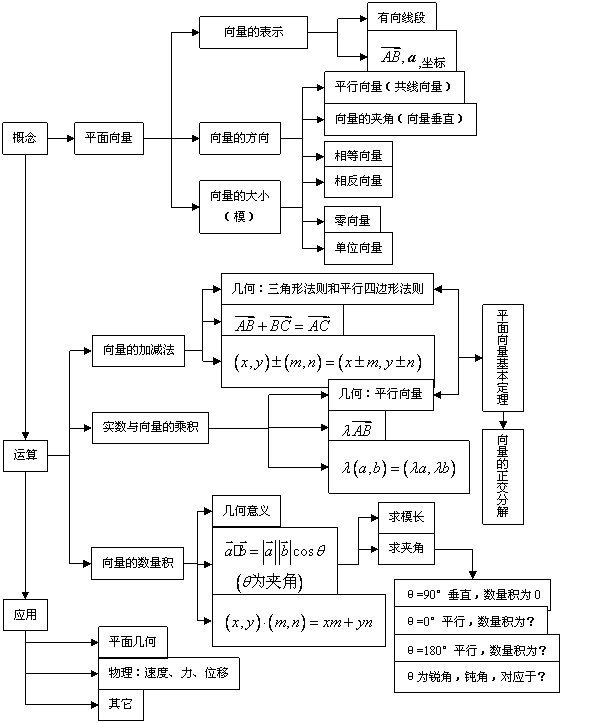 有向线段
向量的表示
AB, a ,坐标
平行向量（共线向量）
概念
平面向量
向量的方向
向量的夹角（向量垂直）
相等向量
相反向量
向量的大小
（模）
零向量
单位向量
几何：三角形法则和平行四边形法则
AB + BC = AC
向量的加减法
(x, y) ± (m, n) = (x ± m, y ± n)
平面向量基本定理
几何：平行向量
实数与向量的乘积
λAB
λ(a, b) = (λa, λb)
向量的正交分解
运算
几何意义
求模长
向量的数量积
a□b = |a||b|cosθ
(θ为夹角)
求夹角
(x, y)·(m, n) = xm + yn
θ=90° 垂直，数量积为0
θ=0° 平行，数量积为？
θ=180° 平行，数量积为？
θ为锐角，钝角，对应于？
应用
平面几何
物理：速度、力、位移
其它